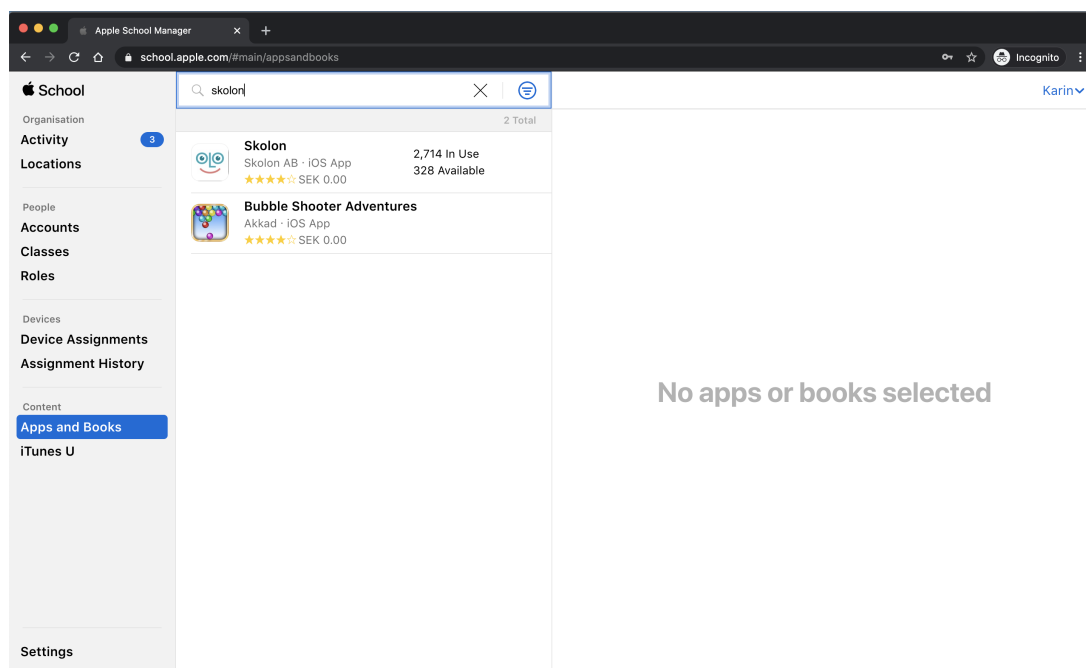 Apple School Manager
school.apple.com/#main/appsandbooks
Incognito
School
Organisation
Activity 3
Locations
People
Accounts
Classes
Roles
Devices
Device Assignments
Assignment History
Content
Apps and Books
iTunes U
Settings
skolon
2 Total
Skolon
Skolon AB · iOS App
SEK 0.00
2,714 In Use
328 Available
Bubble Shooter Adventures
Akkad · iOS App
SEK 0.00
Karin
No apps or books selected